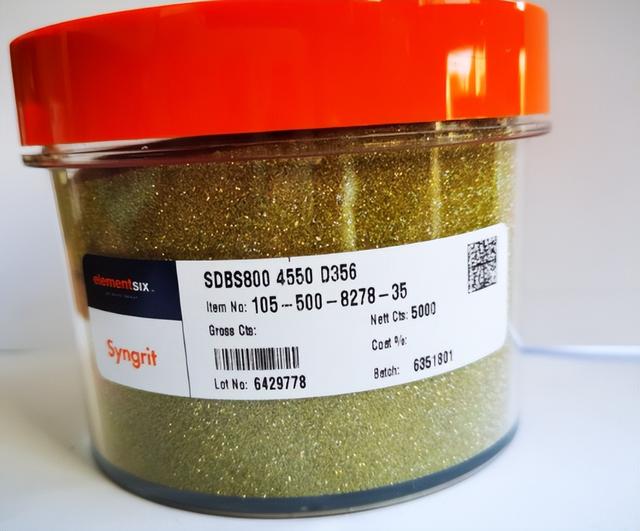 elementsix
Syngrit
SDBS800 4550 D356
Item No: 105-500-8278-35
Gross Cts:
Nett Cts: 5000
Coat %:
Lot No: 6429778
Batch: 6351801